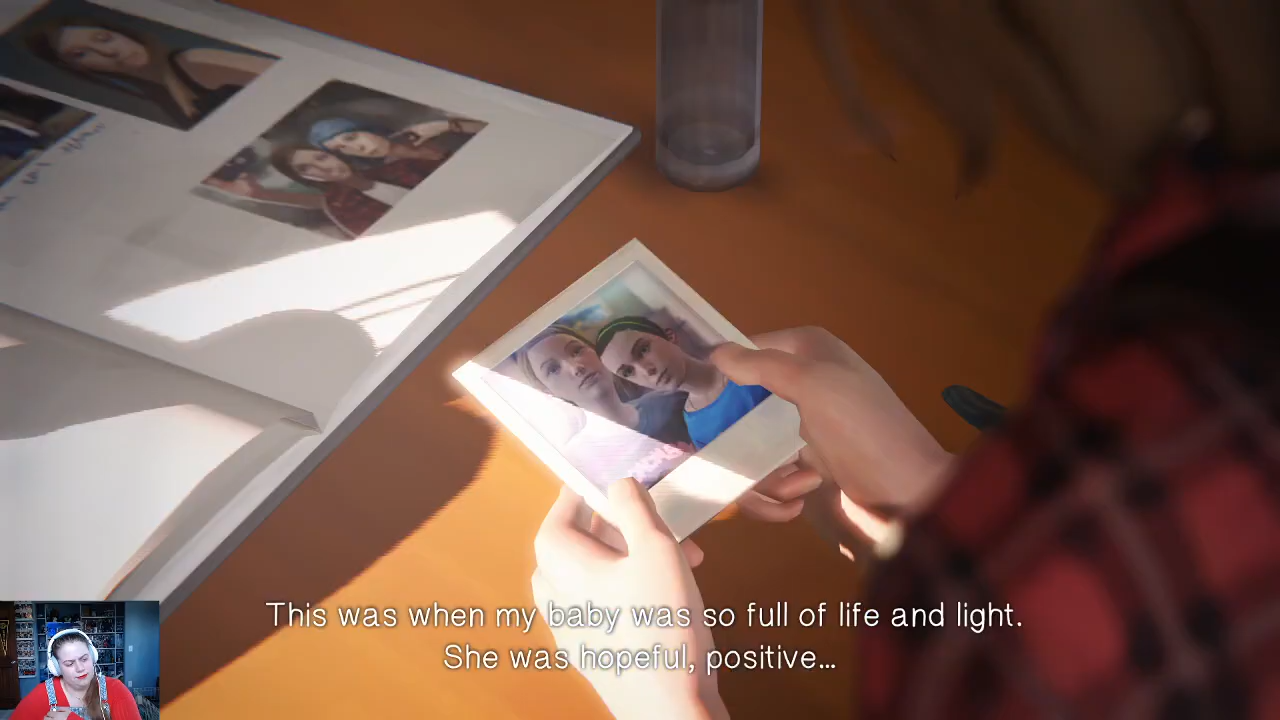 This was when my baby was so full of life and light.
She was hopeful, positive...